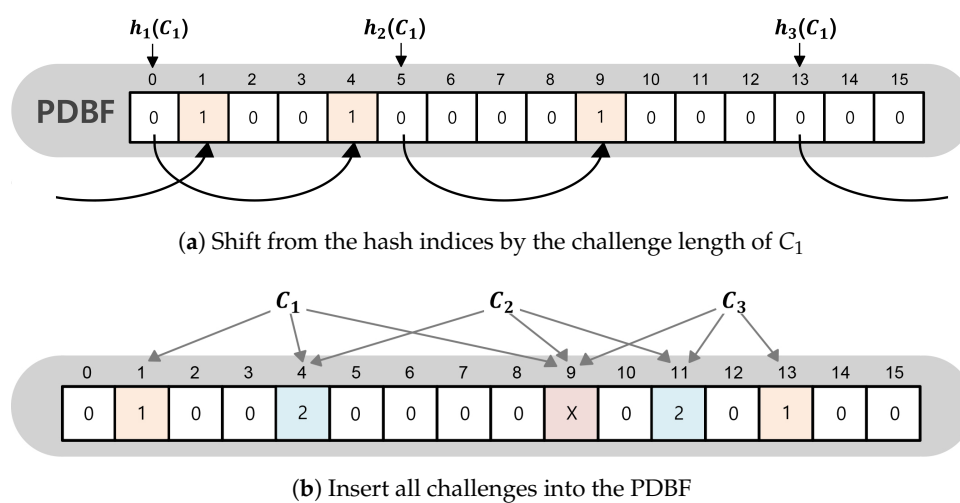 h₁(C₁) h₂(C₁) h₃(C₁)
0 1 2 3 4 5 6 7 8 9 10 11 12 13 14 15
PDBF 0 1 0 0 1 0 0 0 0 1 0 0 0 0 0 0
(a) Shift from the hash indices by the challenge length of C₁
C₁ C₂ C₃
0 1 2 3 4 5 6 7 8 9 10 11 12 13 14 15
0 1 0 0 2 0 0 0 0 X 0 2 0 1 0 0
(b) Insert all challenges into the PDBF